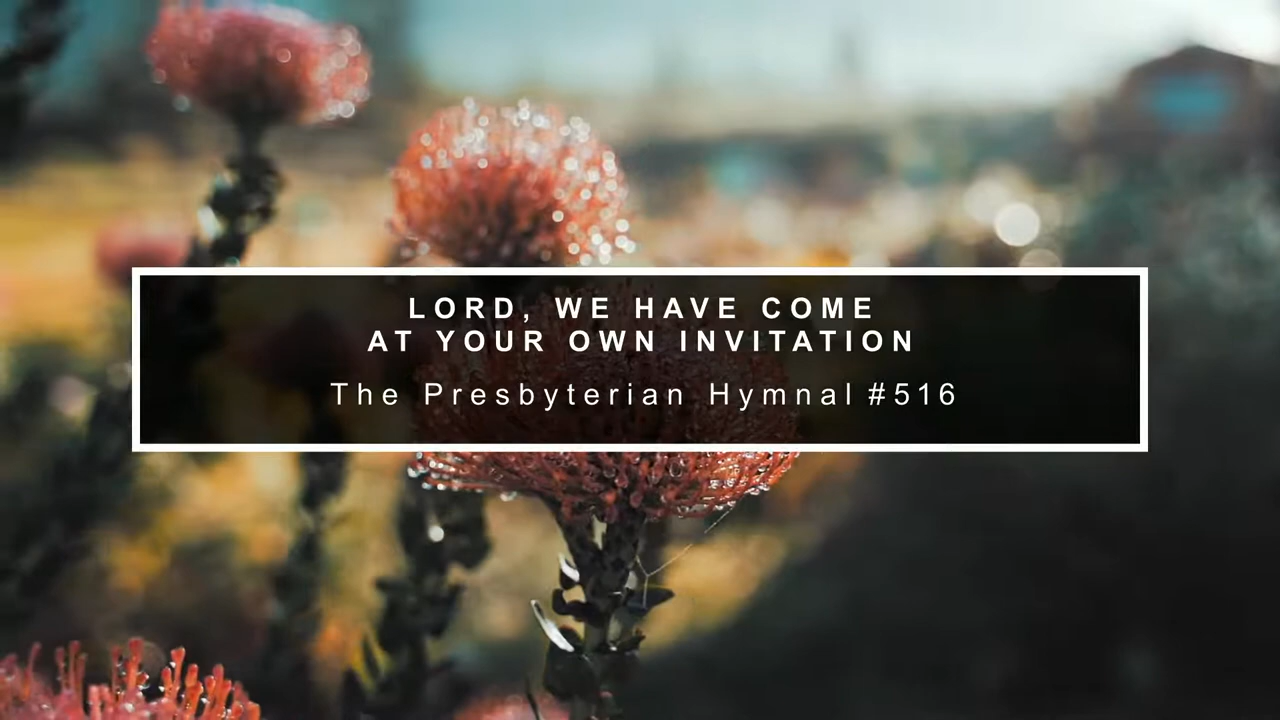 LORD, WE HAVE COME
AT YOUR OWN INVITATION
The Presbyterian Hymnal #516